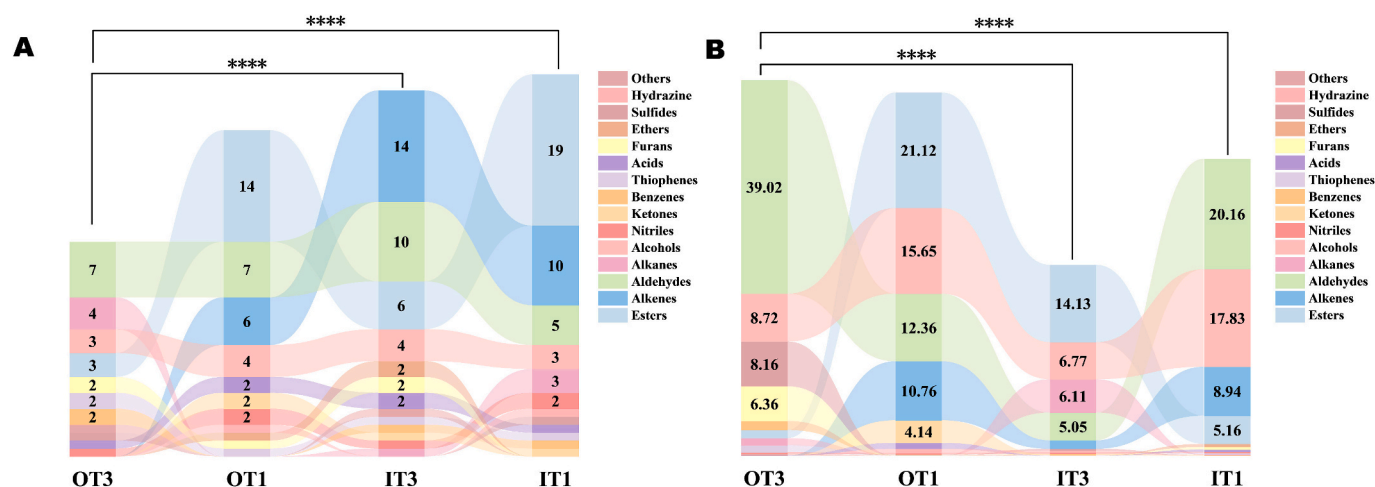 A
****
****
7
4
3
3
2
2
2
14
7
6
4
2
2
2
14
10
6
4
2
2
2
19
10
5
3
3
2
OT3 OT1 IT3 IT1
Others
Hydrazine
Sulfides
Ethers
Furans
Acids
Thiophenes
Benzenes
Ketones
Nitriles
Alcohols
Alkanes
Aldehydes
Alkenes
Esters
B
****
****
39.02
8.72
8.16
6.36
21.12
15.65
12.36
10.76
4.14
14.13
6.77
6.11
5.05
20.16
17.83
8.94
5.16
OT3 OT1 IT3 IT1
Others
Hydrazine
Sulfides
Ethers
Furans
Acids
Thiophenes
Benzenes
Ketones
Nitriles
Alcohols
Alkanes
Aldehydes
Alkenes
Esters